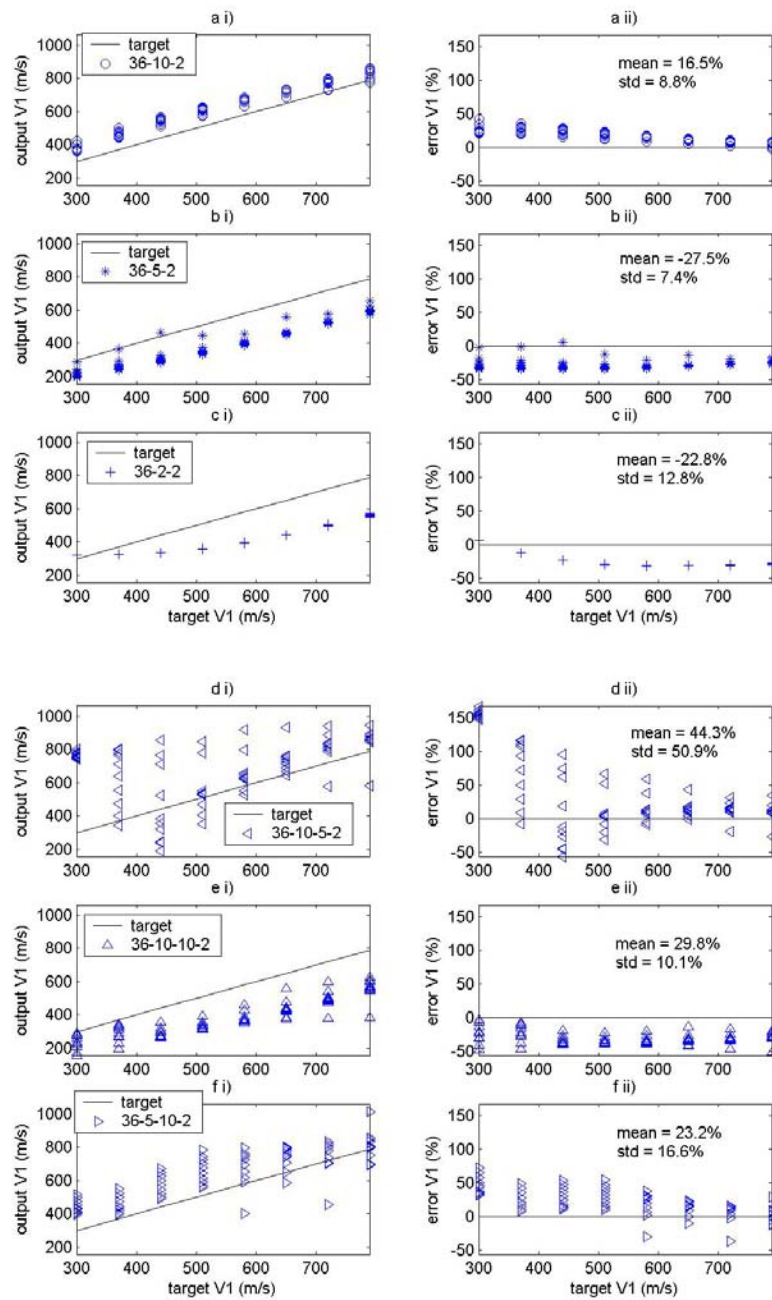 a i)
a ii)
output V1 (m/s)
1000
800
600
400
200
target
36-10-2
300 400 500 600 700
error V1 (%)
150
100
50
0
-50
mean = 16.5%
std = 8.8%
300 400 500 600 700
b i)
b ii)
output V1 (m/s)
1000
800
600
400
200
target
36-5-2
300 400 500 600 700
error V1 (%)
150
100
50
0
-50
mean = -27.5%
std = 7.4%
300 400 500 600 700
c i)
c ii)
output V1 (m/s)
1000
800
600
400
200
target
36-2-2
300 400 500 600 700
target V1 (m/s)
error V1 (%)
150
100
50
0
-50
mean = -22.8%
std = 12.8%
300 400 500 600 700
target V1 (m/s)
d i)
d ii)
output V1 (m/s)
1000
800
600
400
200
target
36-10-5-2
300 400 500 600 700
error V1 (%)
150
100
50
0
-50
mean = 44.3%
std = 50.9%
300 400 500 600 700
e i)
e ii)
output V1 (m/s)
1000
800
600
400
200
target
36-10-10-2
300 400 500 600 700
error V1 (%)
150
100
50
0
-50
mean = 29.8%
std = 10.1%
300 400 500 600 700
f i)
f ii)
output V1 (m/s)
1000
800
600
400
200
target
36-5-10-2
300 400 500 600 700
target V1 (m/s)
error V1 (%)
150
100
50
0
-50
mean = 23.2%
std = 16.6%
300 400 500 600 700
target V1 (m/s)